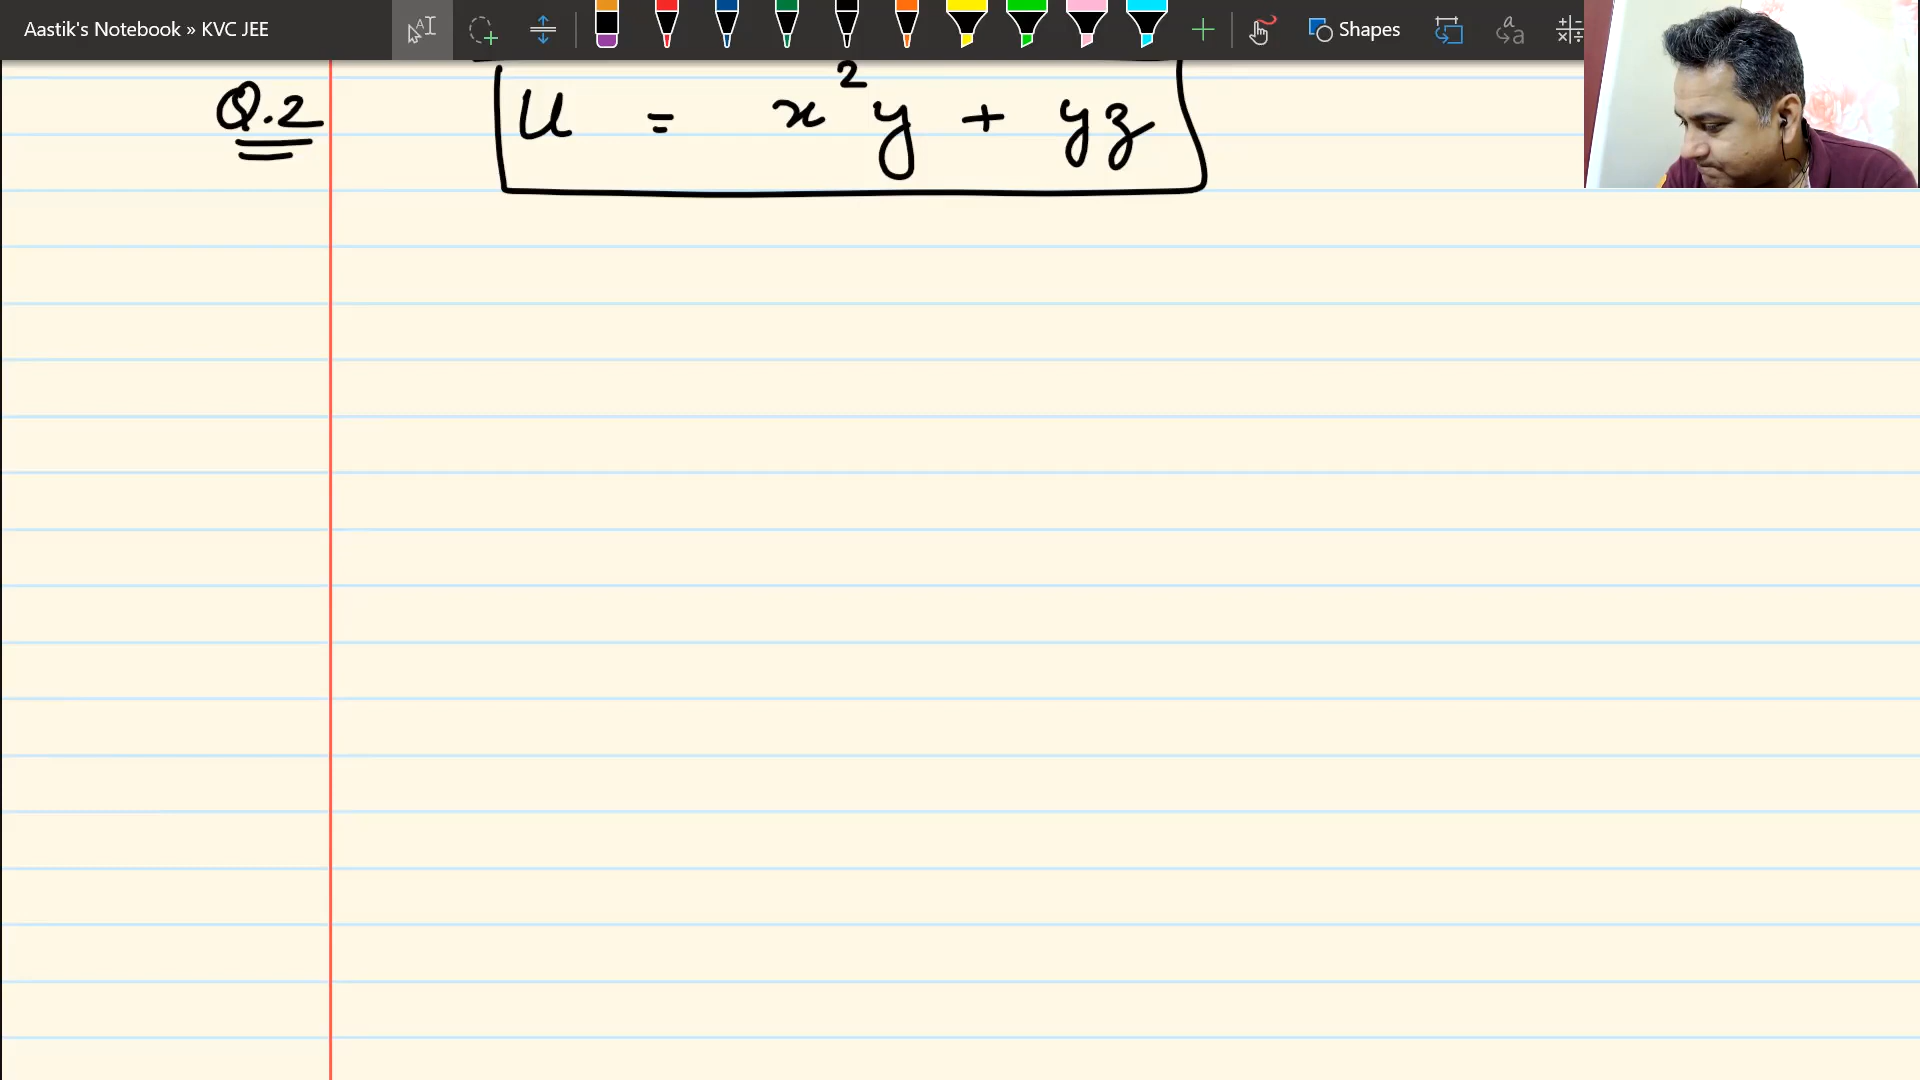 Aastik's Notebook » KVC JEE
Shapes
Q.2 U = x²y + yz